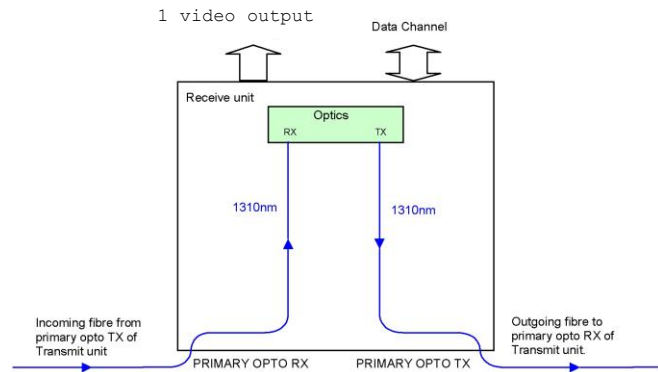 1 video output
Data Channel
Receive unit
Optics
RX
TX
1310nm
1310nm
Incoming fibre from
primary opto TX of
Transmit unit
Outgoing fibre to
primary opto RX of
Transmit unit.
PRIMARY OPTO RX
PRIMARY OPTO TX